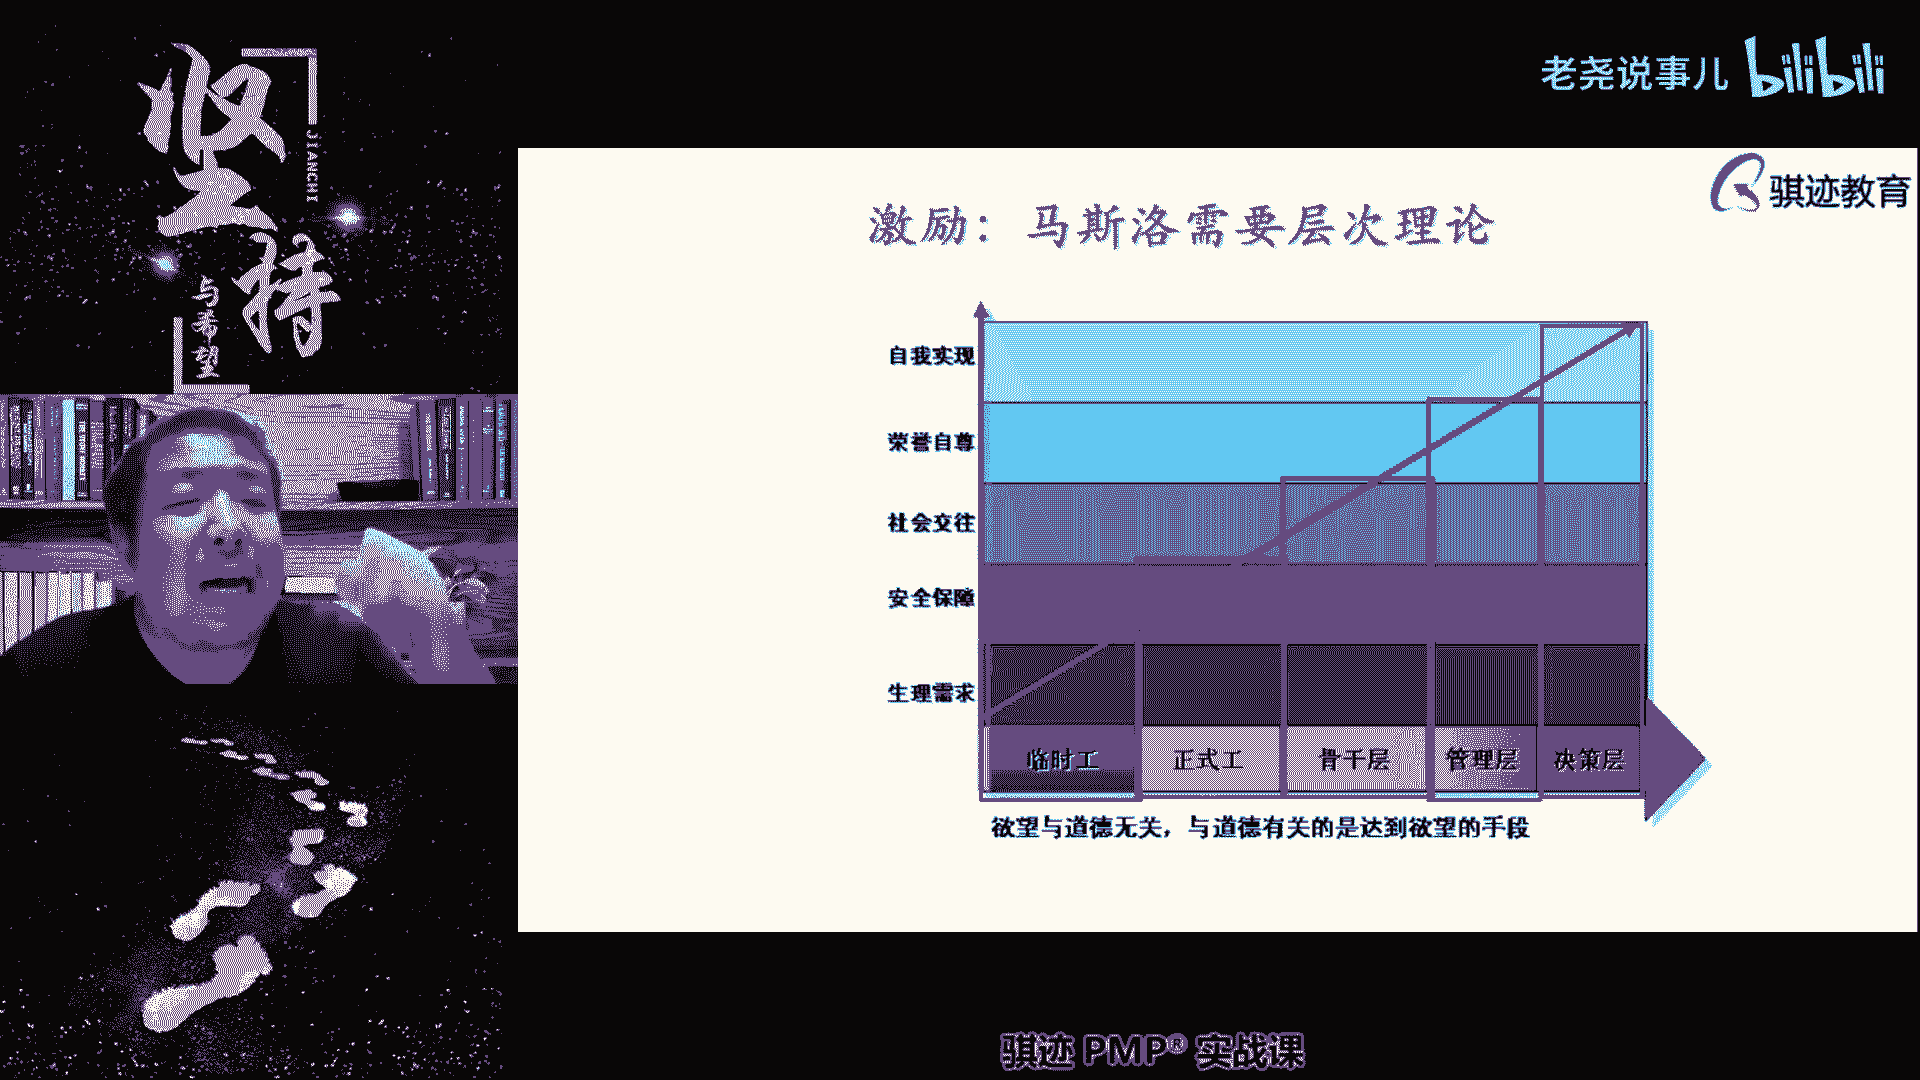 坚持
JIANCHI
与希望
老尧说事儿 bilibili
骐迹教育
激励：马斯洛需要层次理论
自我实现
荣誉自尊
社会交往
安全保障
生理需求
临时工 正式工 骨干层 管理层 决策层
欲望与道德无关，与道德有关的是达到欲望的手段
骐迹 PMP® 实战课